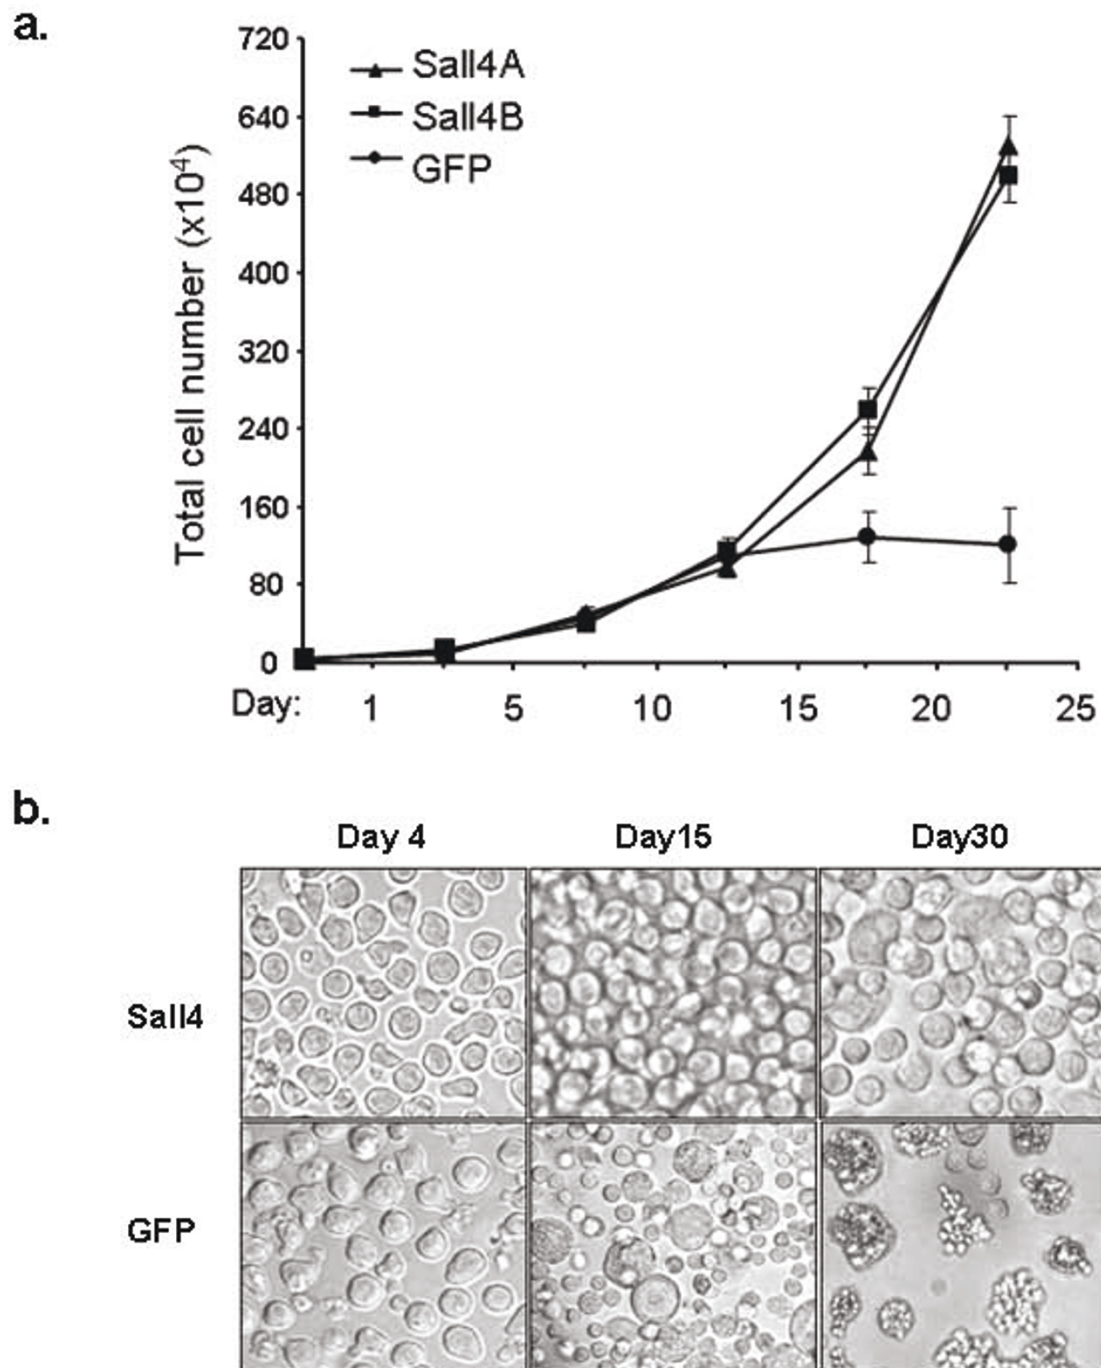 a.
720
640
480
400
320
240
160
80
0
Total cell number (x10⁴)
Sall4A
Sall4B
GFP
Day: 1 5 10 15 20 25
b.
Day 4 Day15 Day30
Sall4
GFP